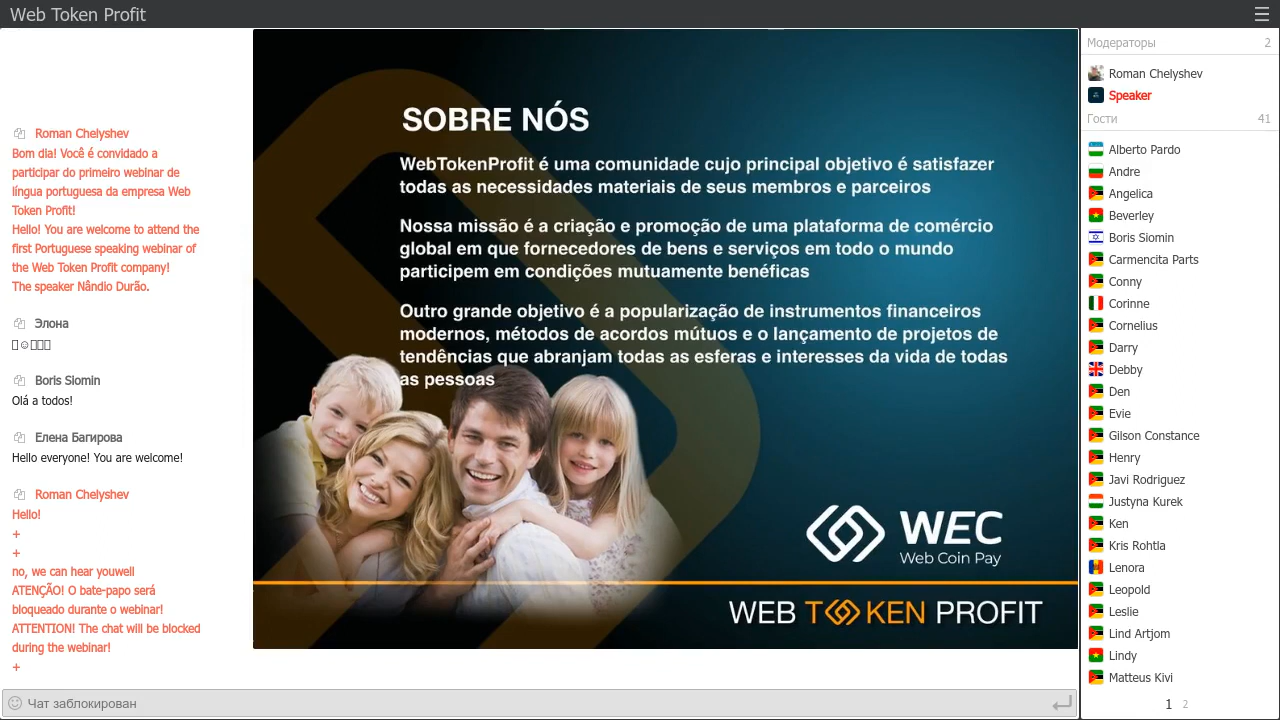 Web Token Profit
Roman Chelyshev
Bom dia! Você é convidado a
participar do primeiro webinar de
língua portuguesa da empresa Web
Token Profit!
Hello! You are welcome to attend the
first Portuguese speaking webinar of
the Web Token Profit company!
The speaker Nândio Durão.
Элона
Boris Siomin
Olá a todos!
Елена Багирова
Hello everyone! You are welcome!
Roman Chelyshev
Hello!
+
+
no, we can hear youwell
ATENÇÃO! O bate-papo será
bloqueado durante o webinar!
ATTENTION! The chat will be blocked
during the webinar!
+
Чат заблокирован
SOBRE NÓS
WebTokenProfit é uma comunidade cujo principal objetivo é satisfazer
todas as necessidades materiais de seus membros e parceiros
Nossa missão é a criação e promoção de uma plataforma de comércio
global em que fornecedores de bens e serviços em todo o mundo
participem em condições mutuamente benéficas
Outro grande objetivo é a popularização de instrumentos financeiros
modernos, métodos de acordos mútuos e o lançamento de projetos de
tendências que abranjam todas as esferas e interesses da vida de todas
as pessoas
WEC
Web Coin Pay
WEB TOKEN PROFIT
Модераторы 2
Roman Chelyshev
Speaker
Гости 41
Alberto Pardo
Andre
Angelica
Beverley
Boris Siomin
Carmencita Parts
Conny
Corinne
Cornelius
Darry
Debby
Den
Evie
Gilson Constance
Henry
Javi Rodriguez
Justyna Kurek
Ken
Kris Rohtla
Lenora
Leopold
Leslie
Lind Artjom
Lindy
Matteus Kivi
1 2